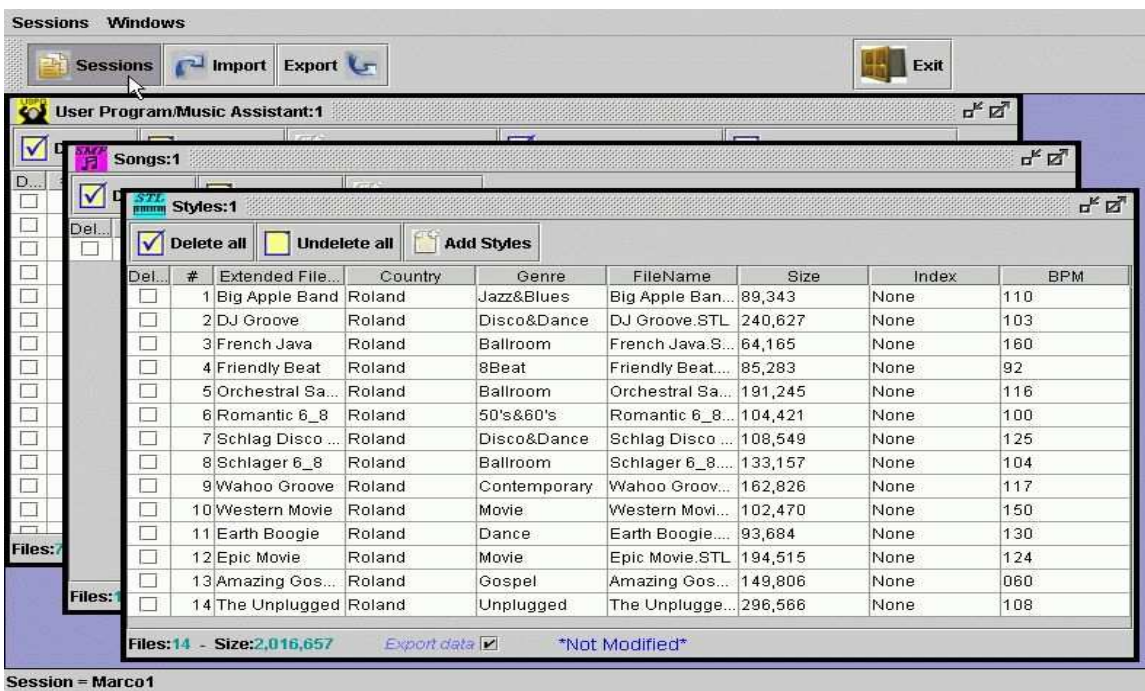 Sessions Windows
Sessions Import Export Exit
USPG
User Program/Music Assistant:1
D...
SMF
Songs:1
Del...
STL
Styles:1
Delete all Undelete all Add Styles
Del... # Extended File... Country Genre FileName Size Index BPM
1 Big Apple Band Roland Jazz&Blues Big Apple Ban... 89,343 None 110
2 DJ Groove Roland Disco&Dance DJ Groove.STL 240,627 None 103
3 French Java Roland Ballroom French Java.S... 64,165 None 160
4 Friendly Beat Roland 8Beat Friendly Beat.... 85,283 None 92
5 Orchestral Sa... Roland Ballroom Orchestral Sa... 191,245 None 116
6 Romantic 6_8 Roland 50's&60's Romantic 6_8... 104,421 None 100
7 Schlag Disco ... Roland Disco&Dance Schlag Disco ... 108,549 None 125
8 Schlager 6_8 Roland Ballroom Schlager 6_8.... 133,157 None 104
9 Wahoo Groove Roland Contemporary Wahoo Groov... 162,826 None 117
10 Western Movie Roland Movie Western Movi... 102,470 None 150
11 Earth Boogie Roland Dance Earth Boogie.... 93,684 None 130
12 Epic Movie Roland Movie Epic Movie.STL 194,515 None 124
13 Amazing Gos... Roland Gospel Amazing Gos... 149,806 None 060
14 The Unplugged Roland Unplugged The Unplugge... 296,566 None 108
Files:7
Files:1
Files:14 - Size:2,016,657 Export data *Not Modified*
Session = Marco1